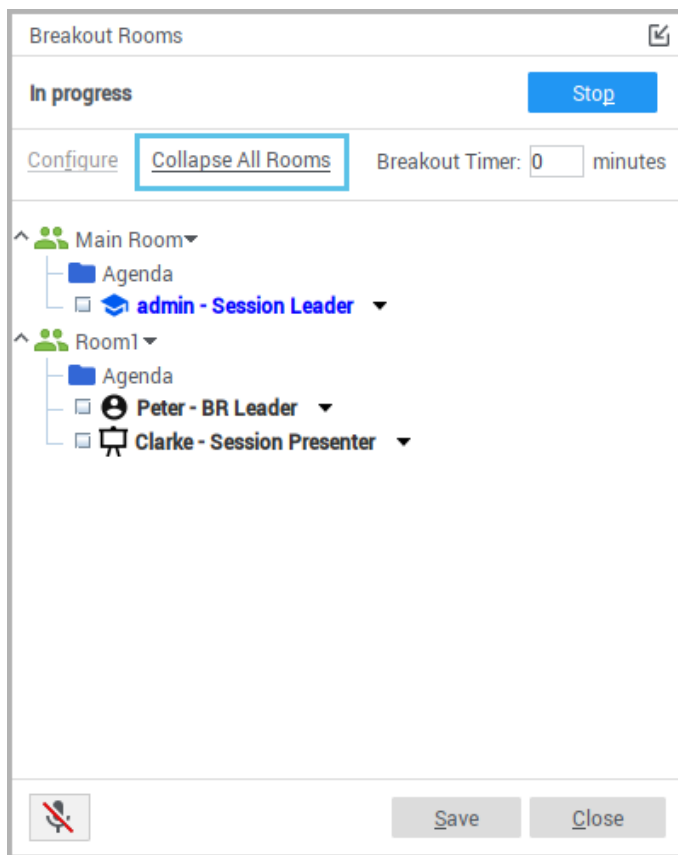 Breakout Rooms
In progress Stop
Configure Collapse All Rooms Breakout Timer: 0 minutes
Main Room
Agenda
admin - Session Leader
Room1
Agenda
Peter - BR Leader
Clarke - Session Presenter
Save Close